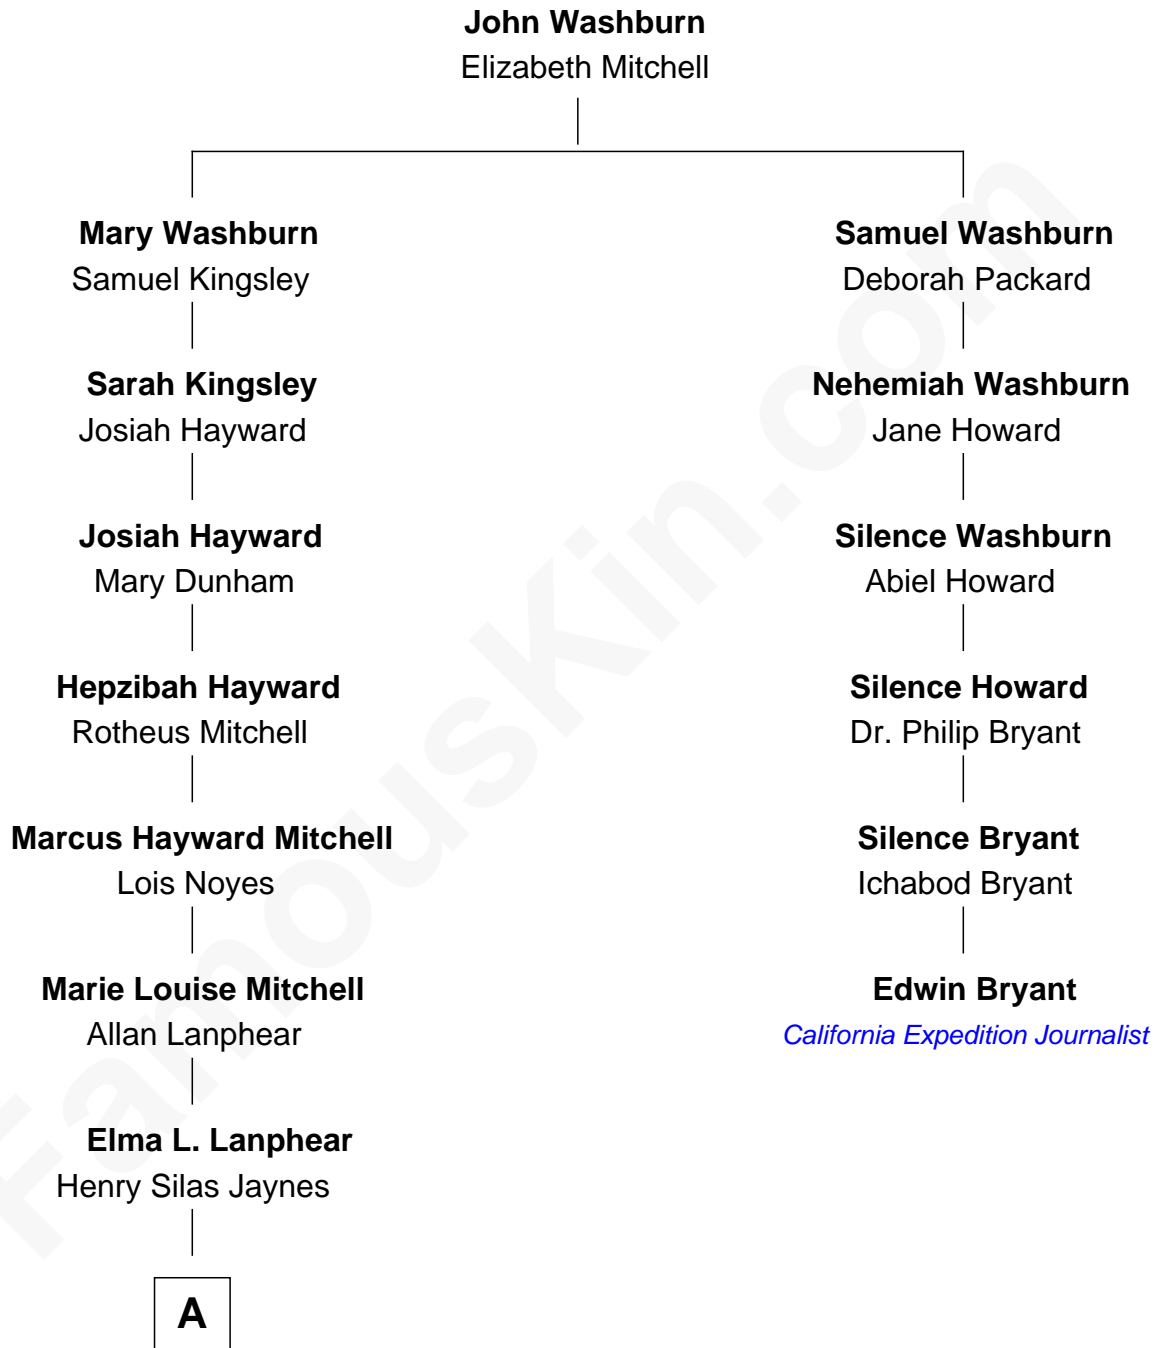 John Washburn
Elizabeth Mitchell
Mary Washburn
Samuel Kingsley
Sarah Kingsley
Josiah Hayward
Josiah Hayward
Mary Dunham
Hepzibah Hayward
Rotheus Mitchell
Marcus Hayward Mitchell
Lois Noyes
Marie Louise Mitchell
Allan Lanphear
Elma L. Lanphear
Henry Silas Jaynes
A
Samuel Washburn
Deborah Packard
Nehemiah Washburn
Jane Howard
Silence Washburn
Abiel Howard
Silence Howard
Dr. Philip Bryant
Silence Bryant
Ichabod Bryant
Edwin Bryant
California Expedition Journalist
FamousKin.com